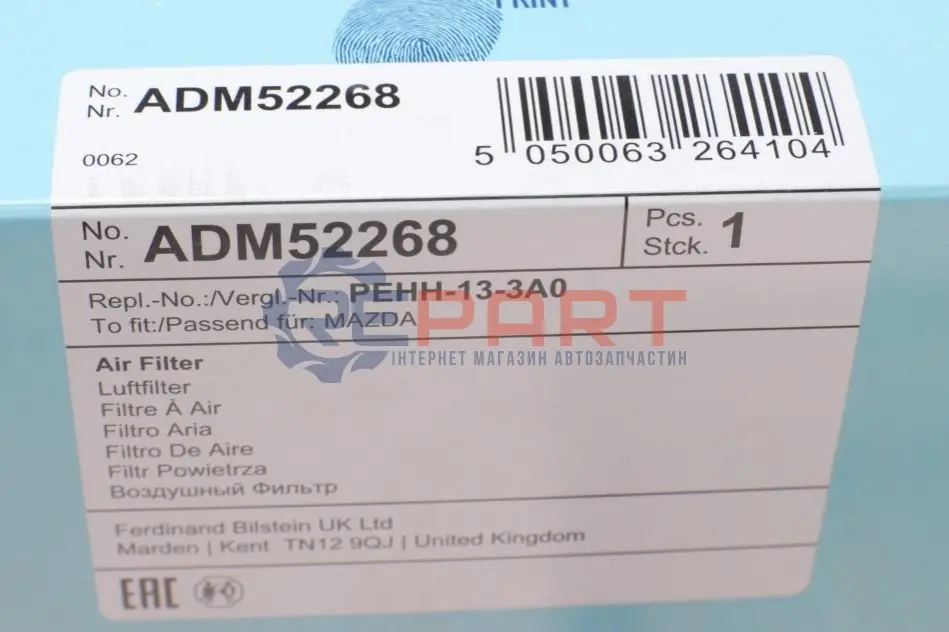 PRINT
No.
Nr. ADM52268
0062
5 050063 264104
No.
Nr. ADM52268
Pcs.
Stck. 1
Repl.-No.:/Vergl.-Nr.: PEHH-13-3A0
To fit:/Passend für: MAZDA
PART
ІНТЕРНЕТ МАГАЗИН АВТОЗАПЧАСТИН
Air Filter
Luftfilter
Filtre À Air
Filtro Aria
Filtro De Aire
Filtr Powietrza
Воздушный Фильтр
Ferdinand Bilstein UK Ltd
Marden | Kent TN12 9QJ | United Kingdom
EAC